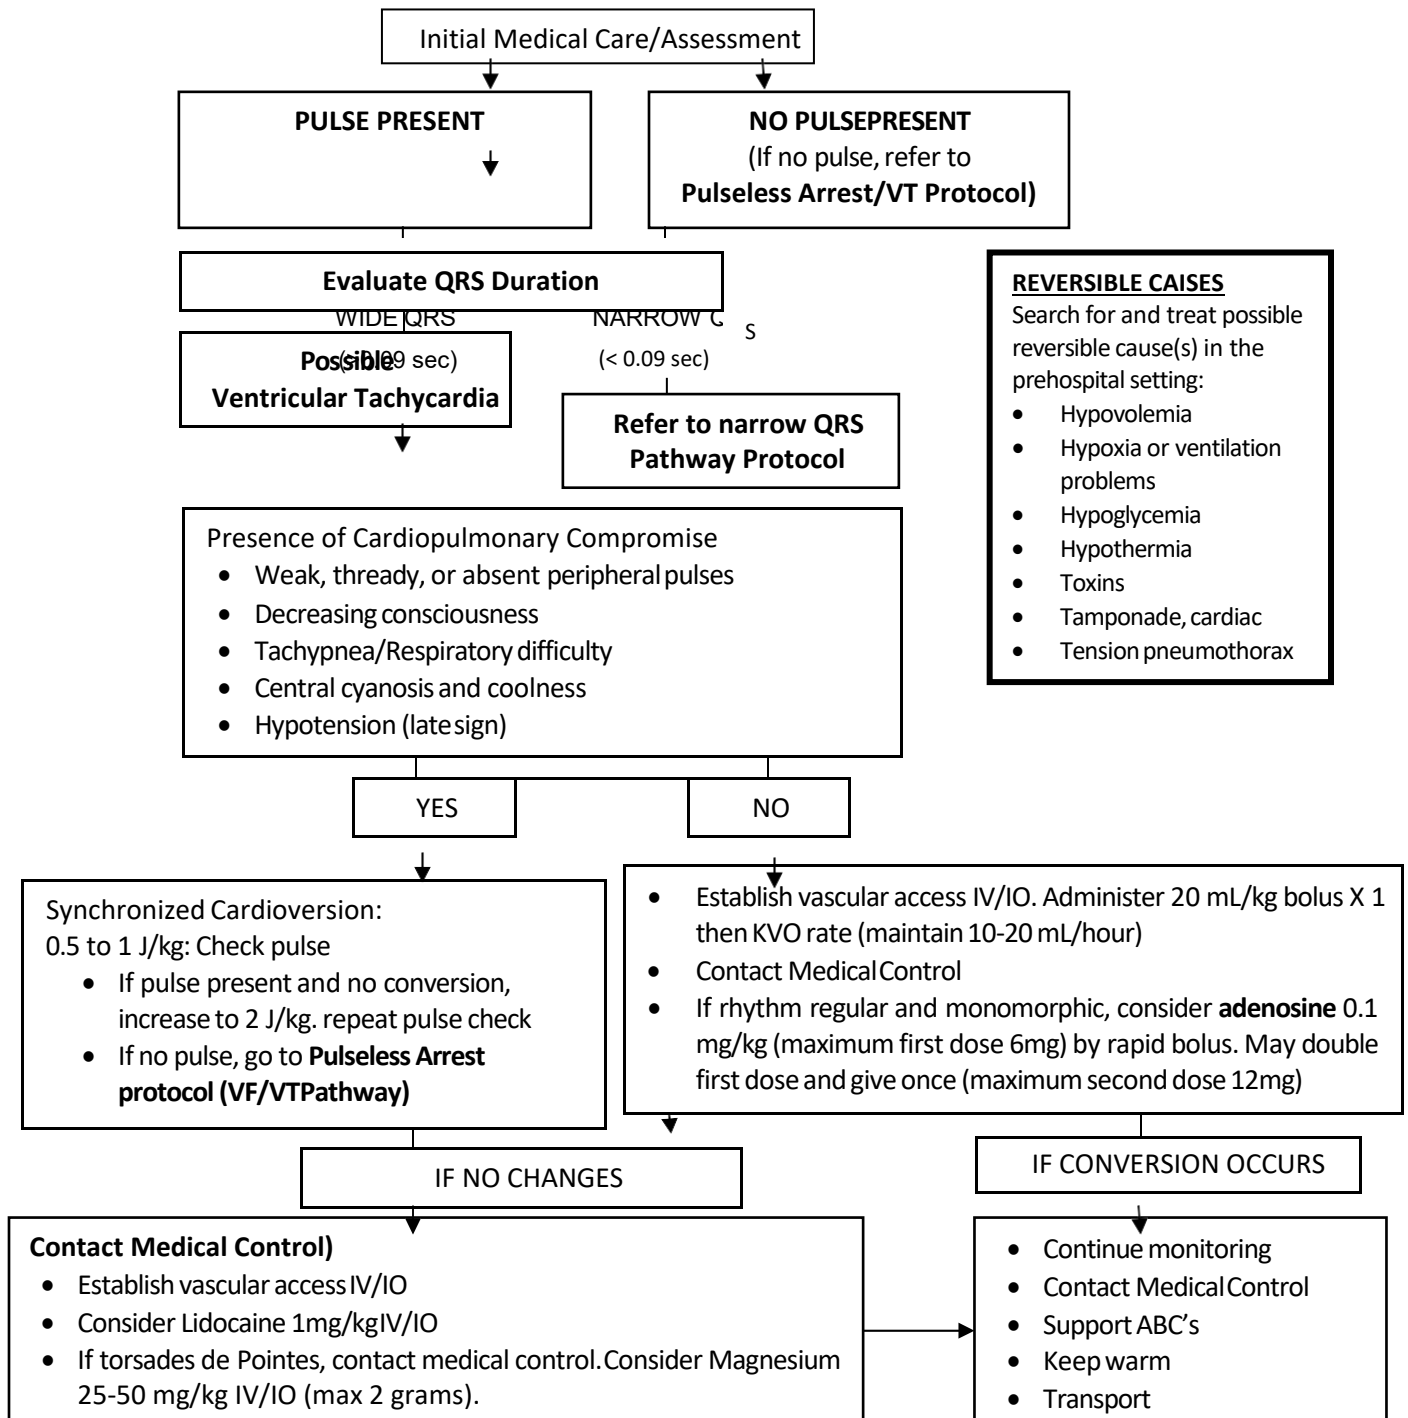 Initial Medical Care/Assessment
PULSE PRESENT
NO PULSEPRESENT
(If no pulse, refer to
Pulseless Arrest/VT Protocol)
Evaluate QRS Duration
WIDE QRS
NARROW
S
Possible
09 sec)
(< 0.09 sec)
Ventricular Tachycardia
Refer to narrow QRS
Pathway Protocol
REVERSIBLE CAISES
Search for and treat possible
reversible cause(s) in the
prehospital setting:
• Hypovolemia
• Hypoxia or ventilation
problems
• Hypoglycemia
• Hypothermia
• Toxins
• Tamponade, cardiac
• Tension pneumothorax
Presence of Cardiopulmonary Compromise
• Weak, thready, or absent peripheral pulses
• Decreasing consciousness
• Tachypnea/Respiratory difficulty
• Central cyanosis and coolness
• Hypotension (late sign)
YES
NO
Synchronized Cardioversion:
0.5 to 1 J/kg: Check pulse
• If pulse present and no conversion,
increase to 2 J/kg. repeat pulse check
• If no pulse, go to Pulseless Arrest
protocol (VF/VTPathway)
• Establish vascular access IV/IO. Administer 20 mL/kg bolus X 1
then KVO rate (maintain 10-20 mL/hour)
• Contact Medical Control
• If rhythm regular and monomorphic, consider adenosine 0.1
mg/kg (maximum first dose 6mg) by rapid bolus. May double
first dose and give once (maximum second dose 12mg)
IF NO CHANGES
IF CONVERSION OCCURS
Contact Medical Control)
• Establish vascular access IV/IO
• Consider Lidocaine 1mg/kgIV/IO
• If torsades de Pointes, contact medical control.Consider Magnesium
25-50 mg/kg IV/IO (max 2 grams).
• Continue monitoring
• Contact Medical Control
• Support ABC's
• Keep warm
• Transport